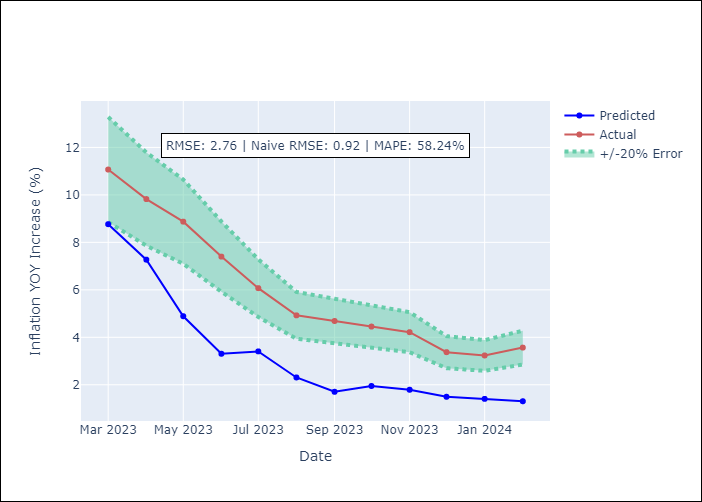 RMSE: 2.76 | Naive RMSE: 0.92 | MAPE: 58.24%
Predicted
Actual
+/-20% Error
Inflation YOY Increase (%)
12
10
8
6
4
2
Mar 2023
May 2023
Jul 2023
Sep 2023
Nov 2023
Jan 2024
Date